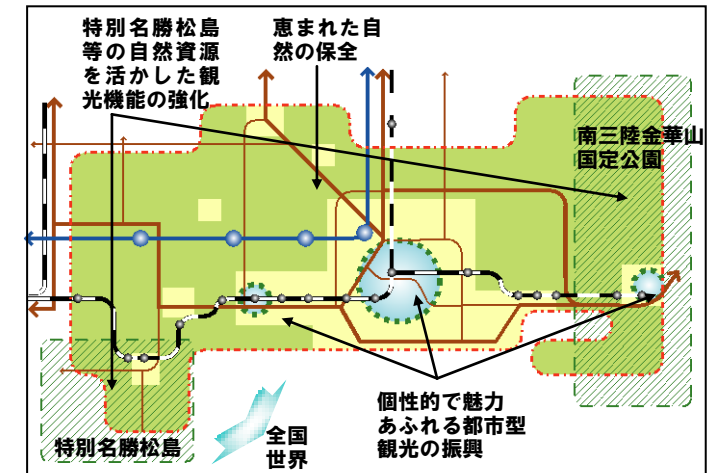 特別名勝松島
等の自然資源
を活かした観
光機能の強化
恵まれた自
然の保全
南三陸金華山
国定公園
個性的で魅力
あふれる都市型
観光の振興
特別名勝松島
全国
世界